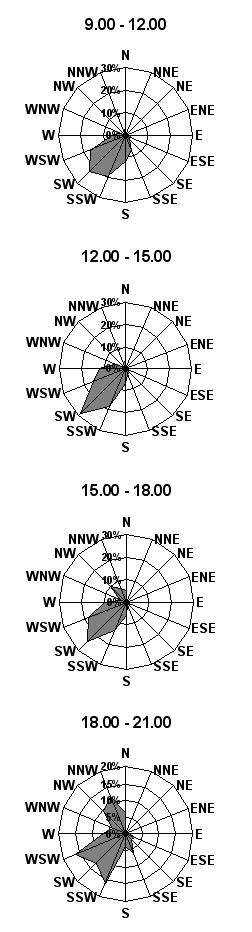 9.00 - 12.00
N
NNW 30% NNE
NW 20% NE
WNW 10% ENE
W 0% E
WSW ESE
SW SE
SSW SSE
S
12.00 - 15.00
N
NNW 30% NNE
NW 20% NE
WNW 10% ENE
W 0% E
WSW ESE
SW SE
SSW SSE
S
15.00 - 18.00
N
NNW 30% NNE
NW 20% NE
WNW 10% ENE
W 0% E
WSW ESE
SW SE
SSW SSE
S
18.00 - 21.00
N
NNW 20% NNE
NW 15% NE
WNW 10% ENE
5%
W 0% E
WSW ESE
SW SE
SSW SSE
S